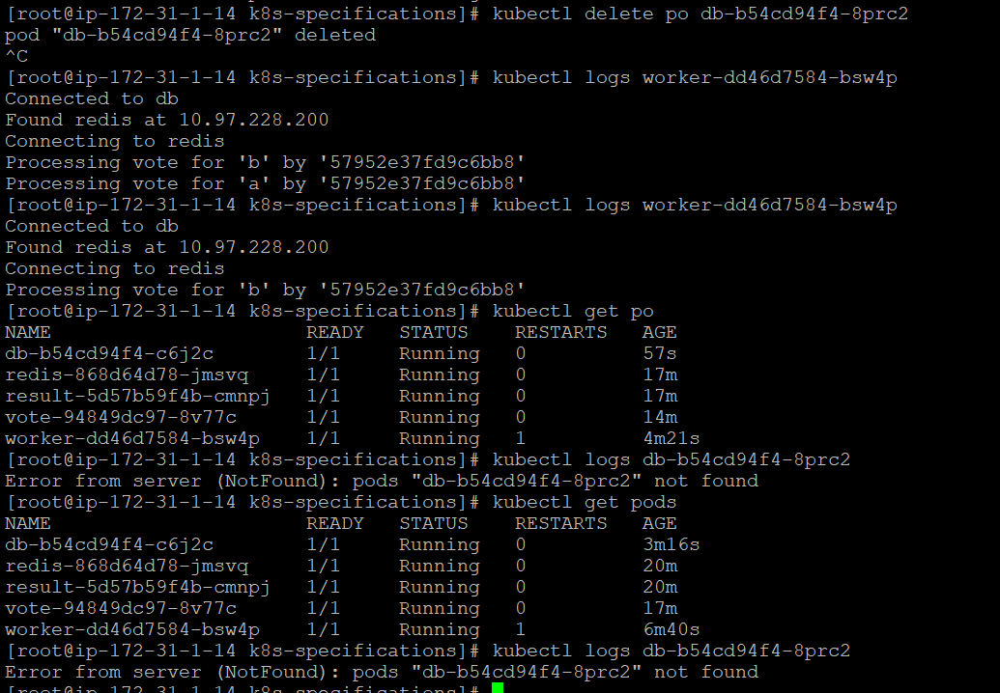 [root@ip-172-31-1-14 k8s-specifications]# kubectl delete po db-b54cd94f4-8prc2
pod "db-b54cd94f4-8prc2" deleted
^C
[root@ip-172-31-1-14 k8s-specifications]# kubectl logs worker-dd46d7584-bsw4p
Connected to db
Found redis at 10.97.228.200
Connecting to redis
Processing vote for 'b' by '57952e37fd9c6bb8'
Processing vote for 'a' by '57952e37fd9c6bb8'
[root@ip-172-31-1-14 k8s-specifications]# kubectl logs worker-dd46d7584-bsw4p
Connected to db
Found redis at 10.97.228.200
Connecting to redis
Processing vote for 'b' by '57952e37fd9c6bb8'
[root@ip-172-31-1-14 k8s-specifications]# kubectl get po
NAME READY STATUS RESTARTS AGE
db-b54cd94f4-c6j2c 1/1 Running 0 57s
redis-868d64d78-jmsvq 1/1 Running 0 17m
result-5d57b59f4b-cmnpj 1/1 Running 0 17m
vote-94849dc97-8v77c 1/1 Running 0 14m
worker-dd46d7584-bsw4p 1/1 Running 1 4m21s
[root@ip-172-31-1-14 k8s-specifications]# kubectl logs db-b54cd94f4-8prc2
Error from server (NotFound): pods "db-b54cd94f4-8prc2" not found
[root@ip-172-31-1-14 k8s-specifications]# kubectl get pods
NAME READY STATUS RESTARTS AGE
db-b54cd94f4-c6j2c 1/1 Running 0 3m16s
redis-868d64d78-jmsvq 1/1 Running 0 20m
result-5d57b59f4b-cmnpj 1/1 Running 0 20m
vote-94849dc97-8v77c 1/1 Running 0 17m
worker-dd46d7584-bsw4p 1/1 Running 1 6m40s
[root@ip-172-31-1-14 k8s-specifications]# kubectl logs db-b54cd94f4-8prc2
Error from server (NotFound): pods "db-b54cd94f4-8prc2" not found
[root@ip-172-31-1-14 k8s-specifications]#